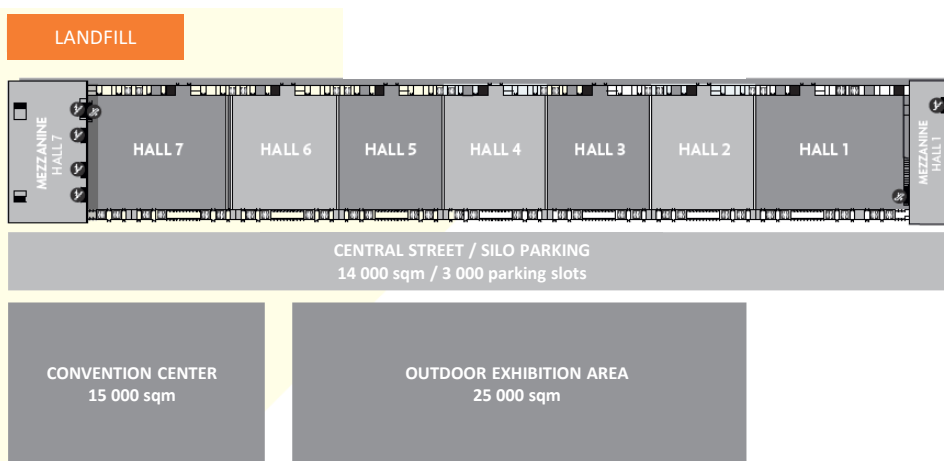 LANDFILL
MEZZANINE
HALL 7
HALL 7
HALL 6
HALL 5
HALL 4
HALL 3
HALL 2
HALL 1
MEZZANINE
HALL 1
CENTRAL STREET / SILO PARKING
14 000 sqm / 3 000 parking slots
CONVENTION CENTER
15 000 sqm
OUTDOOR EXHIBITION AREA
25 000 sqm